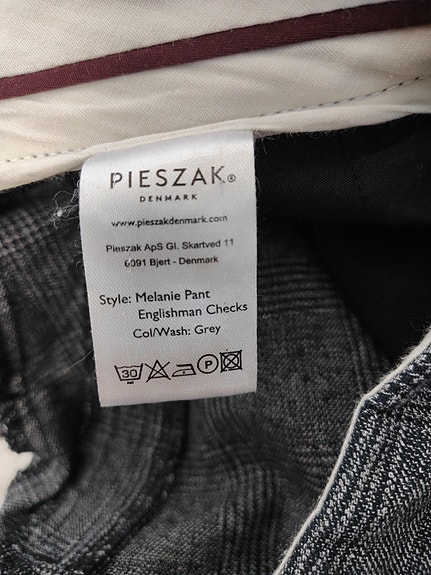 PIESZAK®
DENMARK
www.pieszakdenmark.com
Pieszak ApS Gl. Skartved 11
6091 Bjert - Denmark
Style: Melanie Pant
Englishman Checks
Col/Wash: Grey
30 P